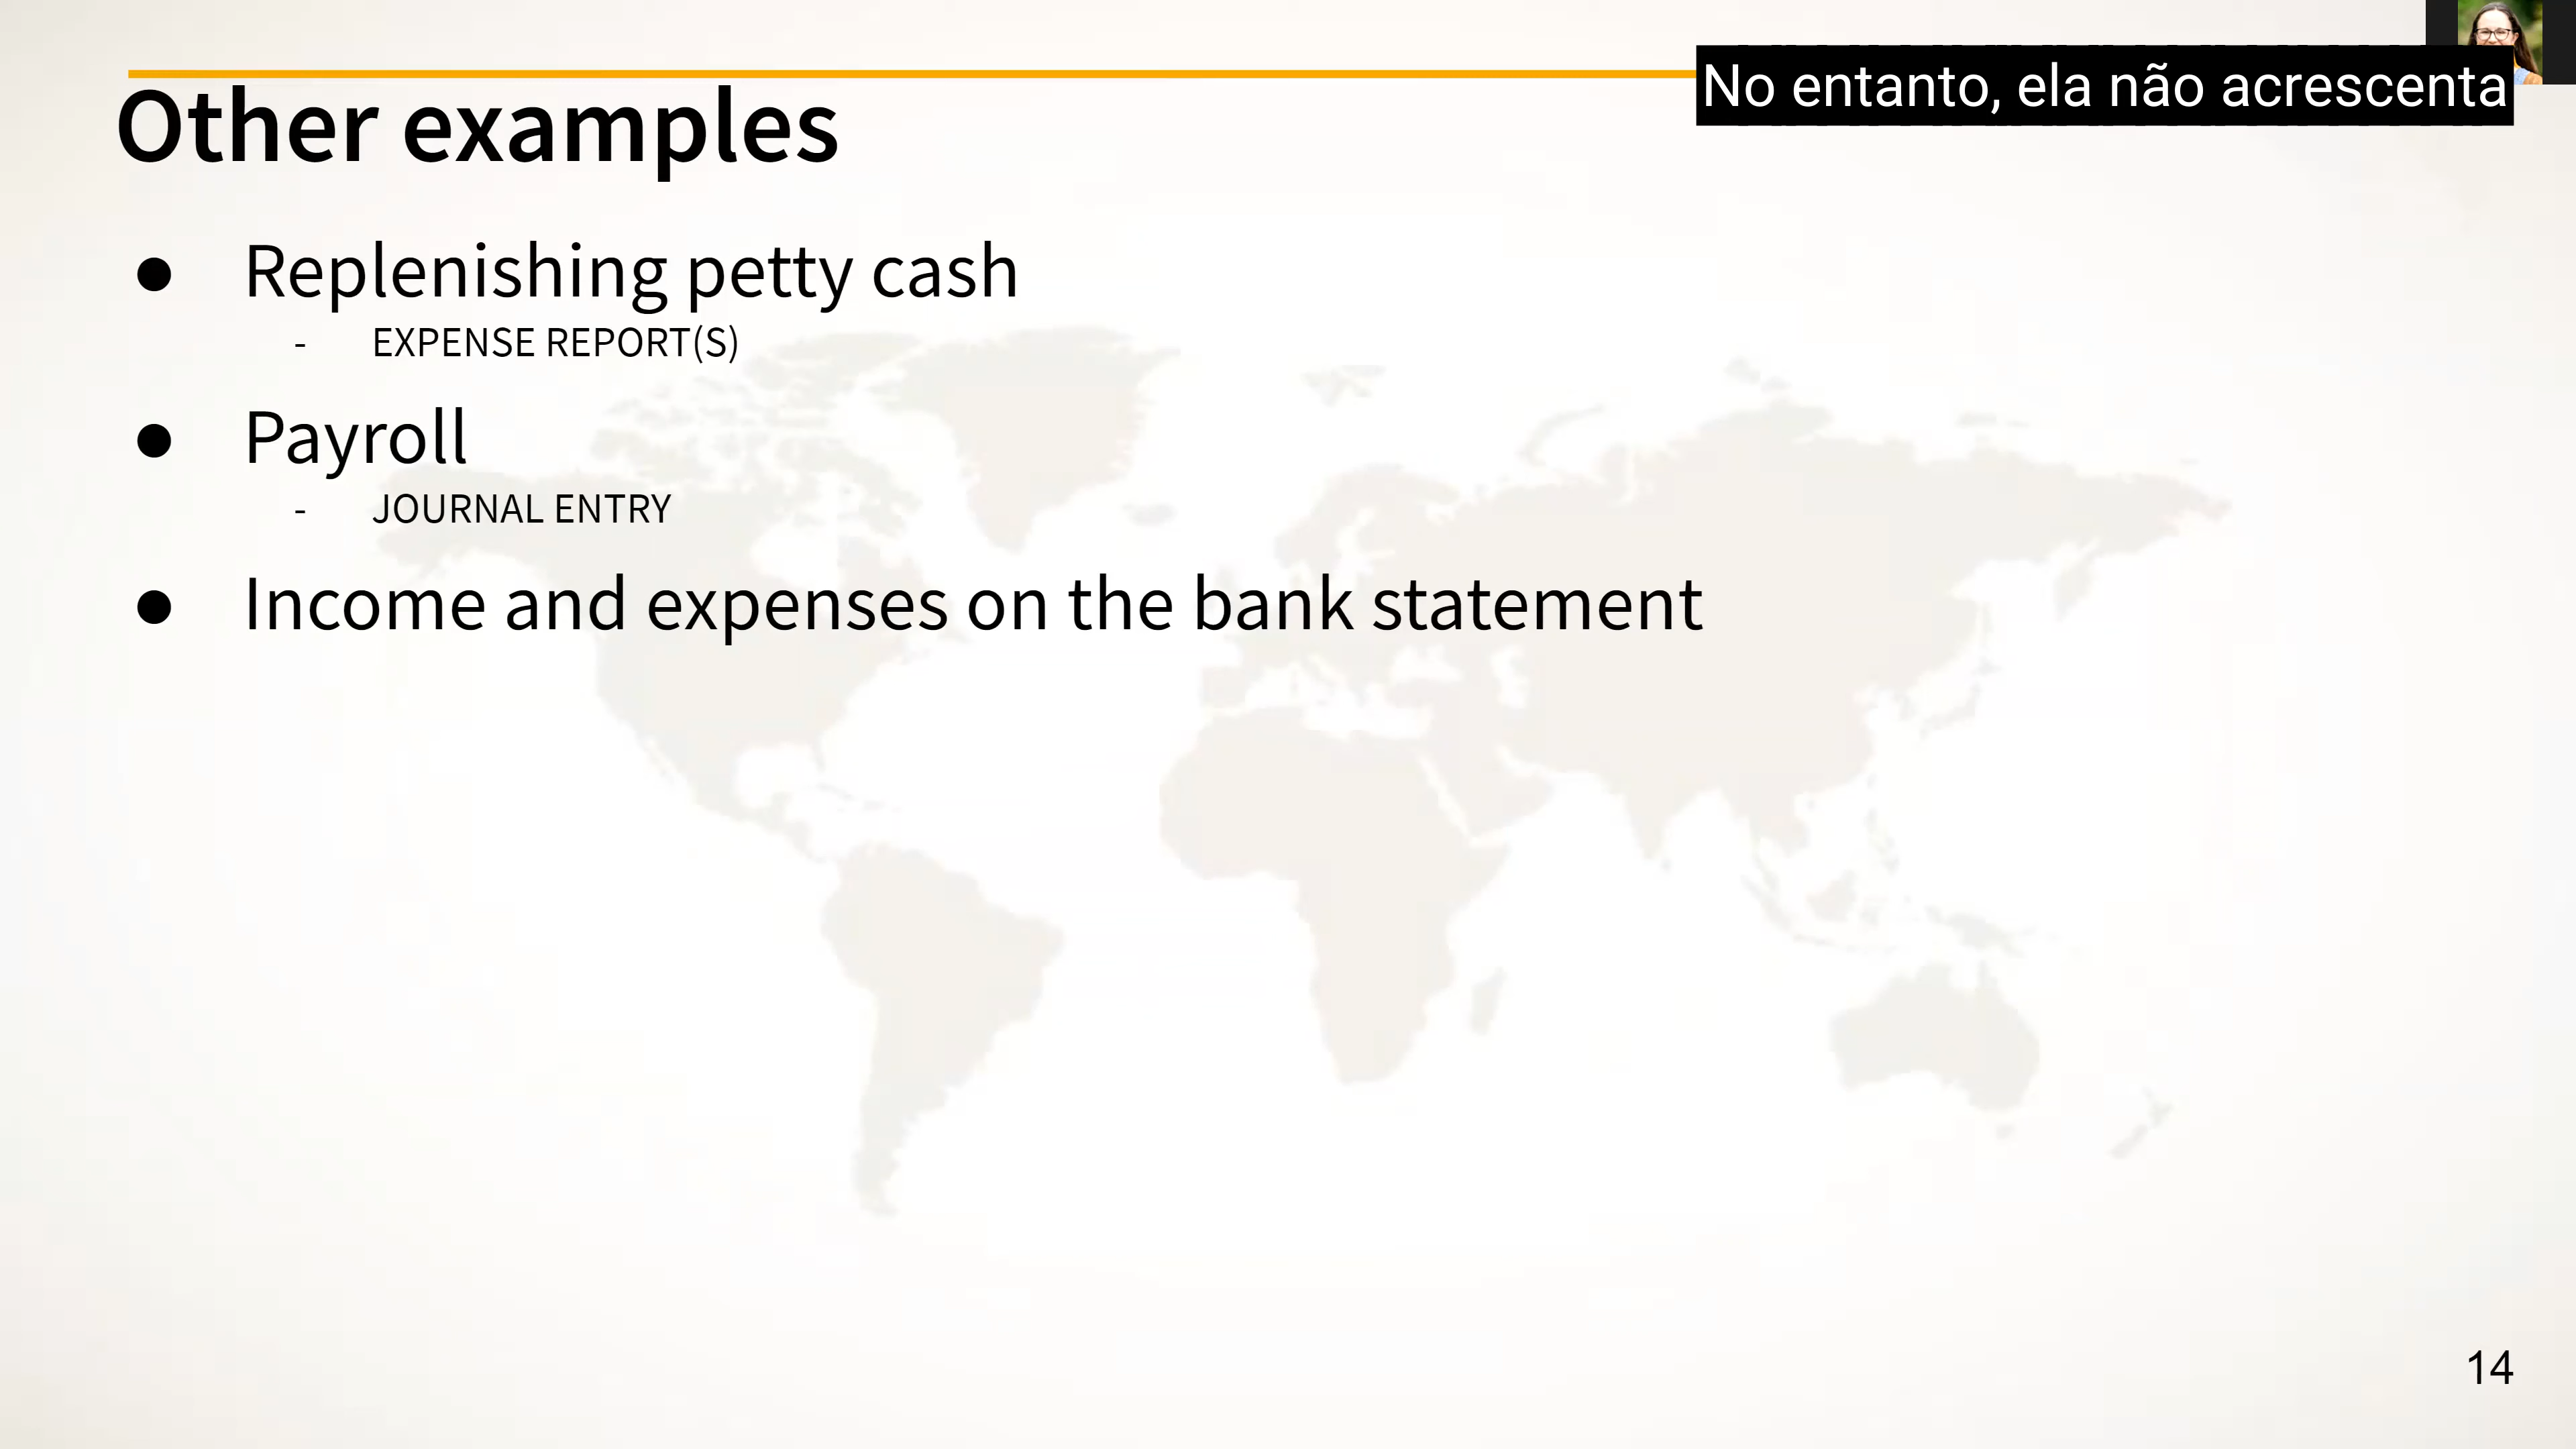 No entanto, ela não acrescenta
Other examples
● Replenishing petty cash
- EXPENSE REPORT(S)
● Payroll
- JOURNAL ENTRY
● Income and expenses on the bank statement
14